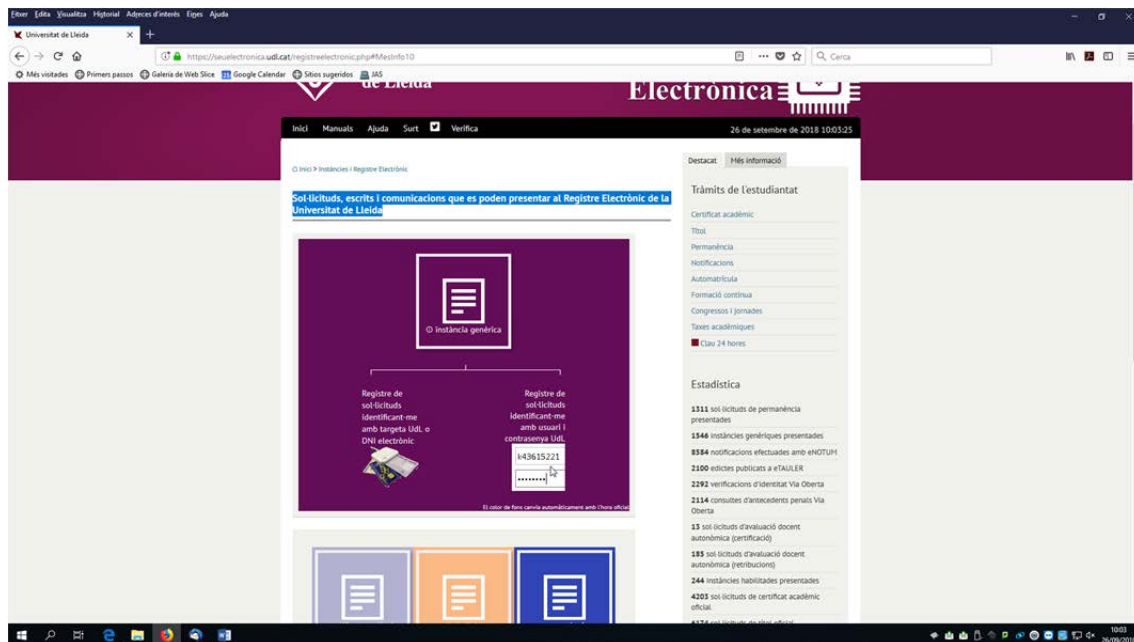 Fitxer Edita Visualitza Historial Adreces d'interès Eines Ajuda
Universitat de Lleida
https://seuelectronica.udl.cat/registreelectronic.php#MesInfo10
Cerca
Més visitades Primers passos Galería de Web Slice Google Calendar Sitios sugeridos JAS
de Lleida
Electrònica
Inici Manuals Ajuda Surt Verifica
26 de setembre de 2018 10:03:25
Inici > Instàncies i Registre Electrònic
Destacat Més informació
Sol·licituds, escrits i comunicacions que es poden presentar al Registre Electrònic de la
Universitat de Lleida
instància genèrica
Registre de
sol·licituds
identificant-me
amb targeta UdL o
DNI electrònic
Registre de
sol·licituds
identificant-me
amb usuari i
contrasenya UdL
k43615221
El color de fons canvia automàticament amb l'hora oficial
Tràmits de l'estudiantat
Certificat acadèmic
Títol
Permanència
Notificacions
Automatrícula
Formació contínua
Congressos i jornades
Taxes acadèmiques
Clau 24 hores
Estadística
1311 sol·licituds de permanència
presentades
1546 instàncies genèriques presentades
8584 notificacions efectuades amb eNOTUM
2100 edictes publicats a eTAULER
2292 verificacions d'identitat Via Oberta
2114 consultes d'antecedents penals Via
Oberta
13 sol·licituds d'avaluació docent
autonòmica (certificació)
185 sol·licituds d'avaluació docent
autonòmica (retribucions)
244 instàncies habilitades presentades
4203 sol·licituds de certificat acadèmic
oficial
10:03